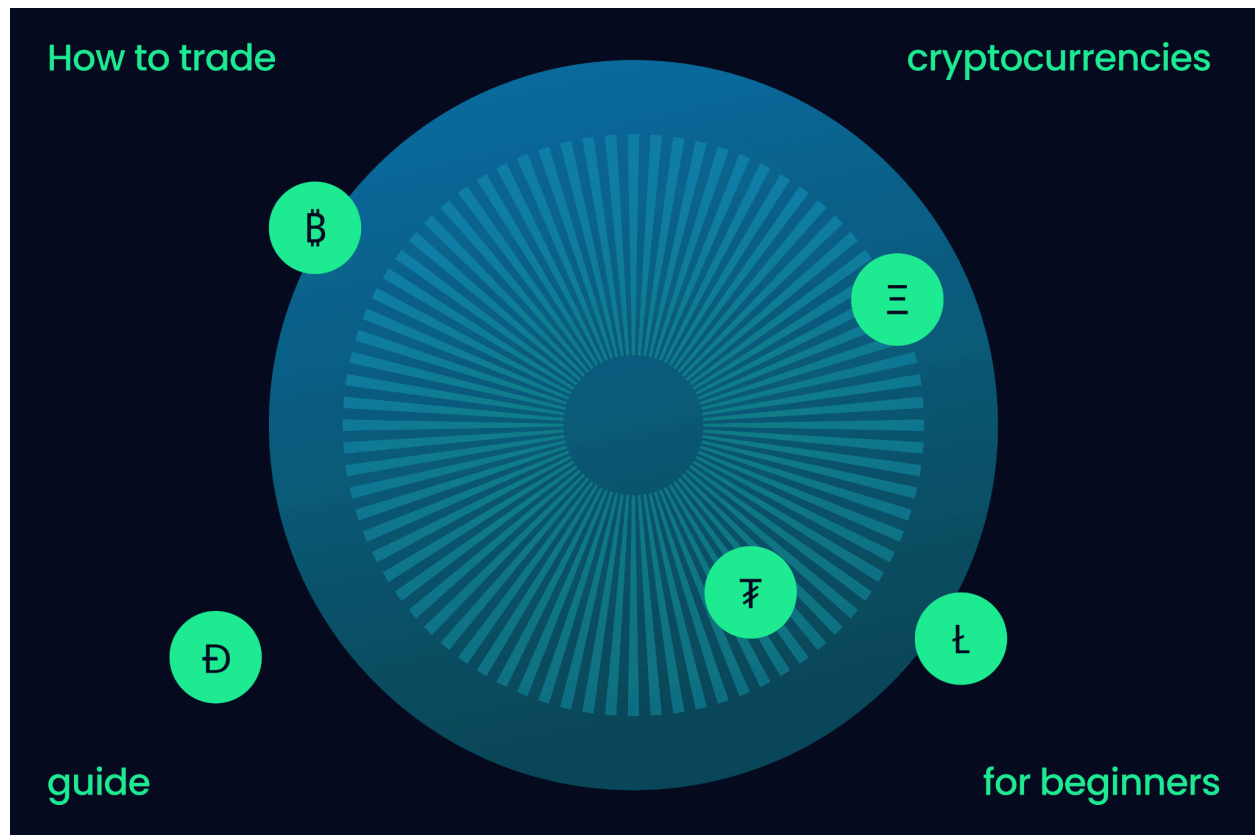 How to trade cryptocurrencies
₿
Ξ
₮
Ł
Ð
guide for beginners